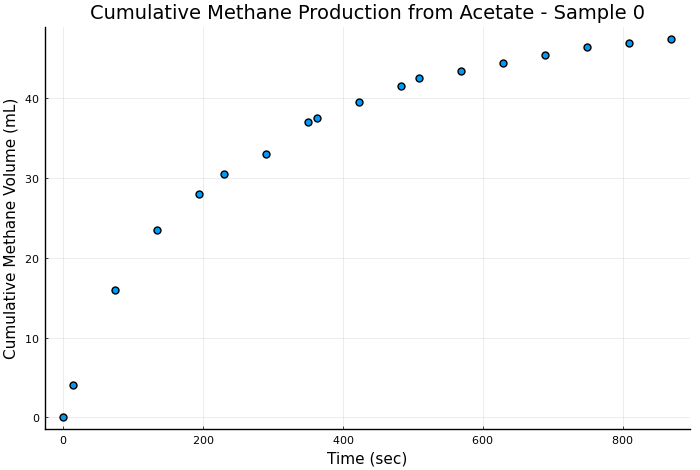 Cumulative Methane Production from Acetate - Sample 0
Cumulative Methane Volume (mL)
40
30
20
10
0
0 200 400 600 800
Time (sec)